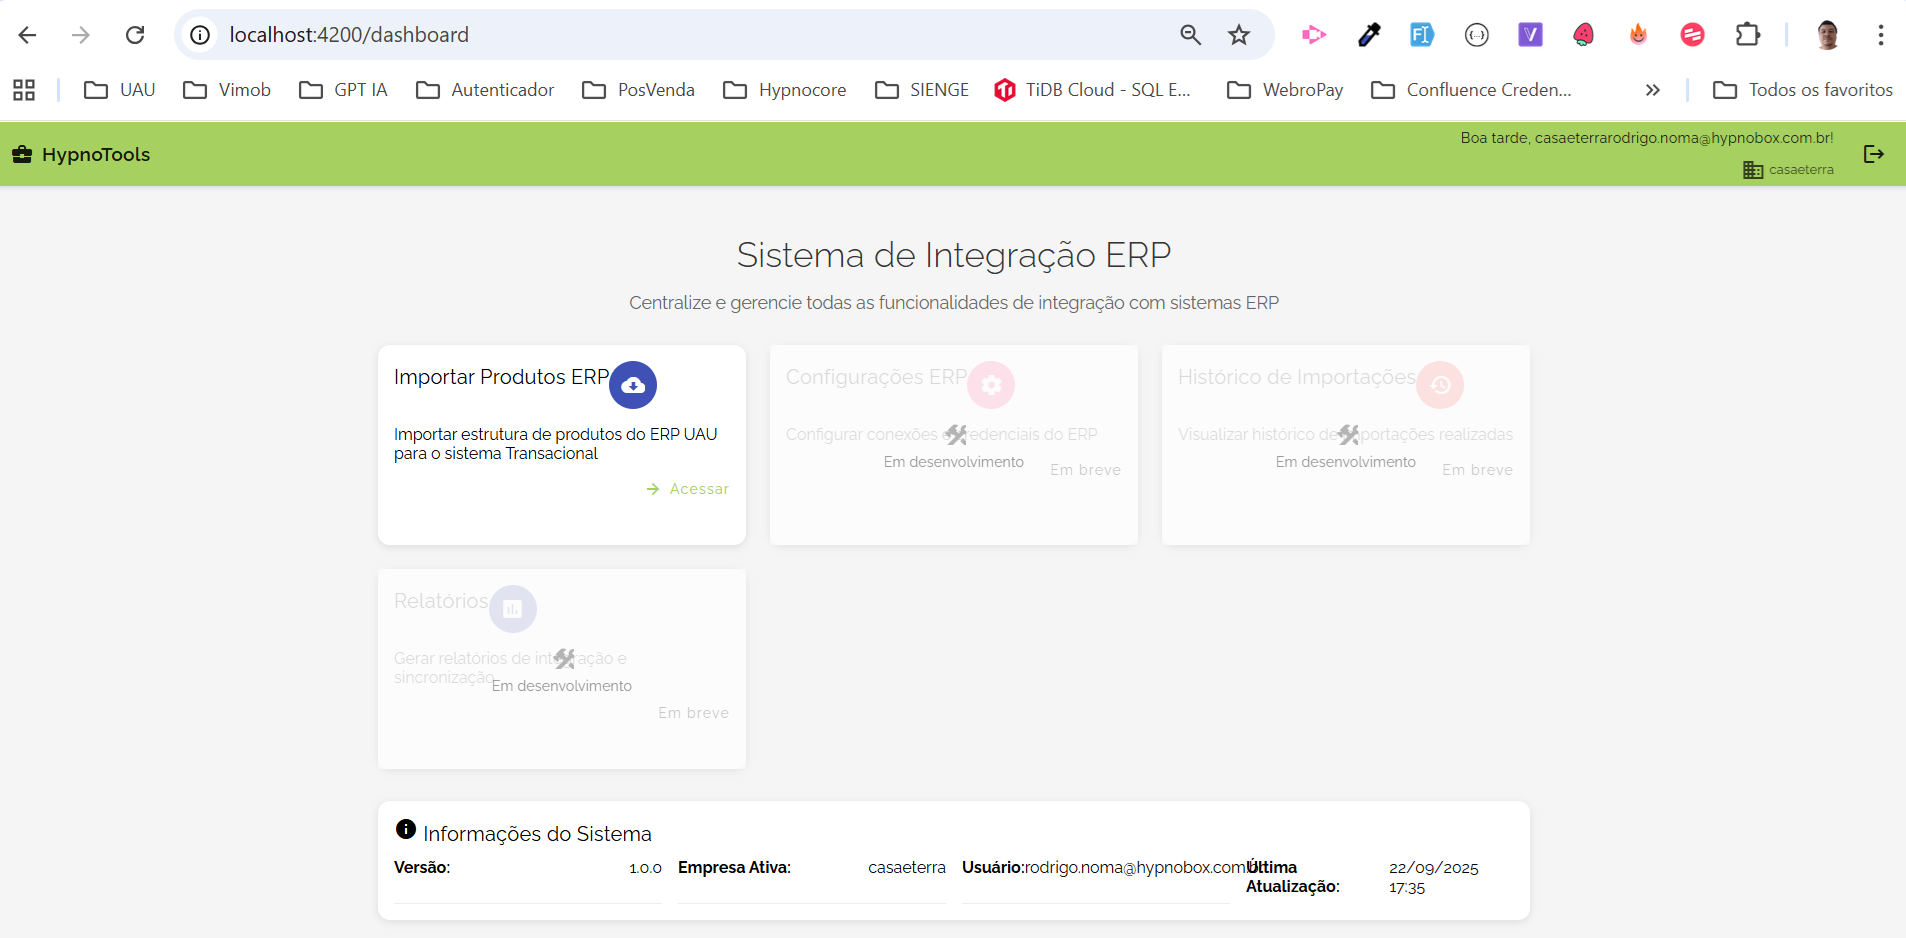 localhost:4200/dashboard
UAU
Vimob
GPT IA
Autenticador
PosVenda
Hypnocore
SIENGE
TiDB Cloud - SQL E...
WebroPay
Confluence Creden...
Todos os favoritos
HypnoTools
Boa tarde, casaeterrarodrigo.noma@hypnobox.com.br!
casaeterra
Sistema de Integração ERP
Centralize e gerencie todas as funcionalidades de integração com sistemas ERP
Importar Produtos ERP
Importar estrutura de produtos do ERP UAU
para o sistema Transacional
Acessar
Configurações ERP
Configurar conexões e credenciais do ERP
Em desenvolvimento
Em breve
Histórico de Importações
Visualizar histórico de importações realizadas
Em desenvolvimento
Em breve
Relatórios
Gerar relatórios de integração e
sincronização
Em desenvolvimento
Em breve
Informações do Sistema
Versão: 1.0.0
Empresa Ativa: casaeterra
Usuário: rodrigo.noma@hypnobox.com.br
Última
Atualização:
22/09/2025
17:35